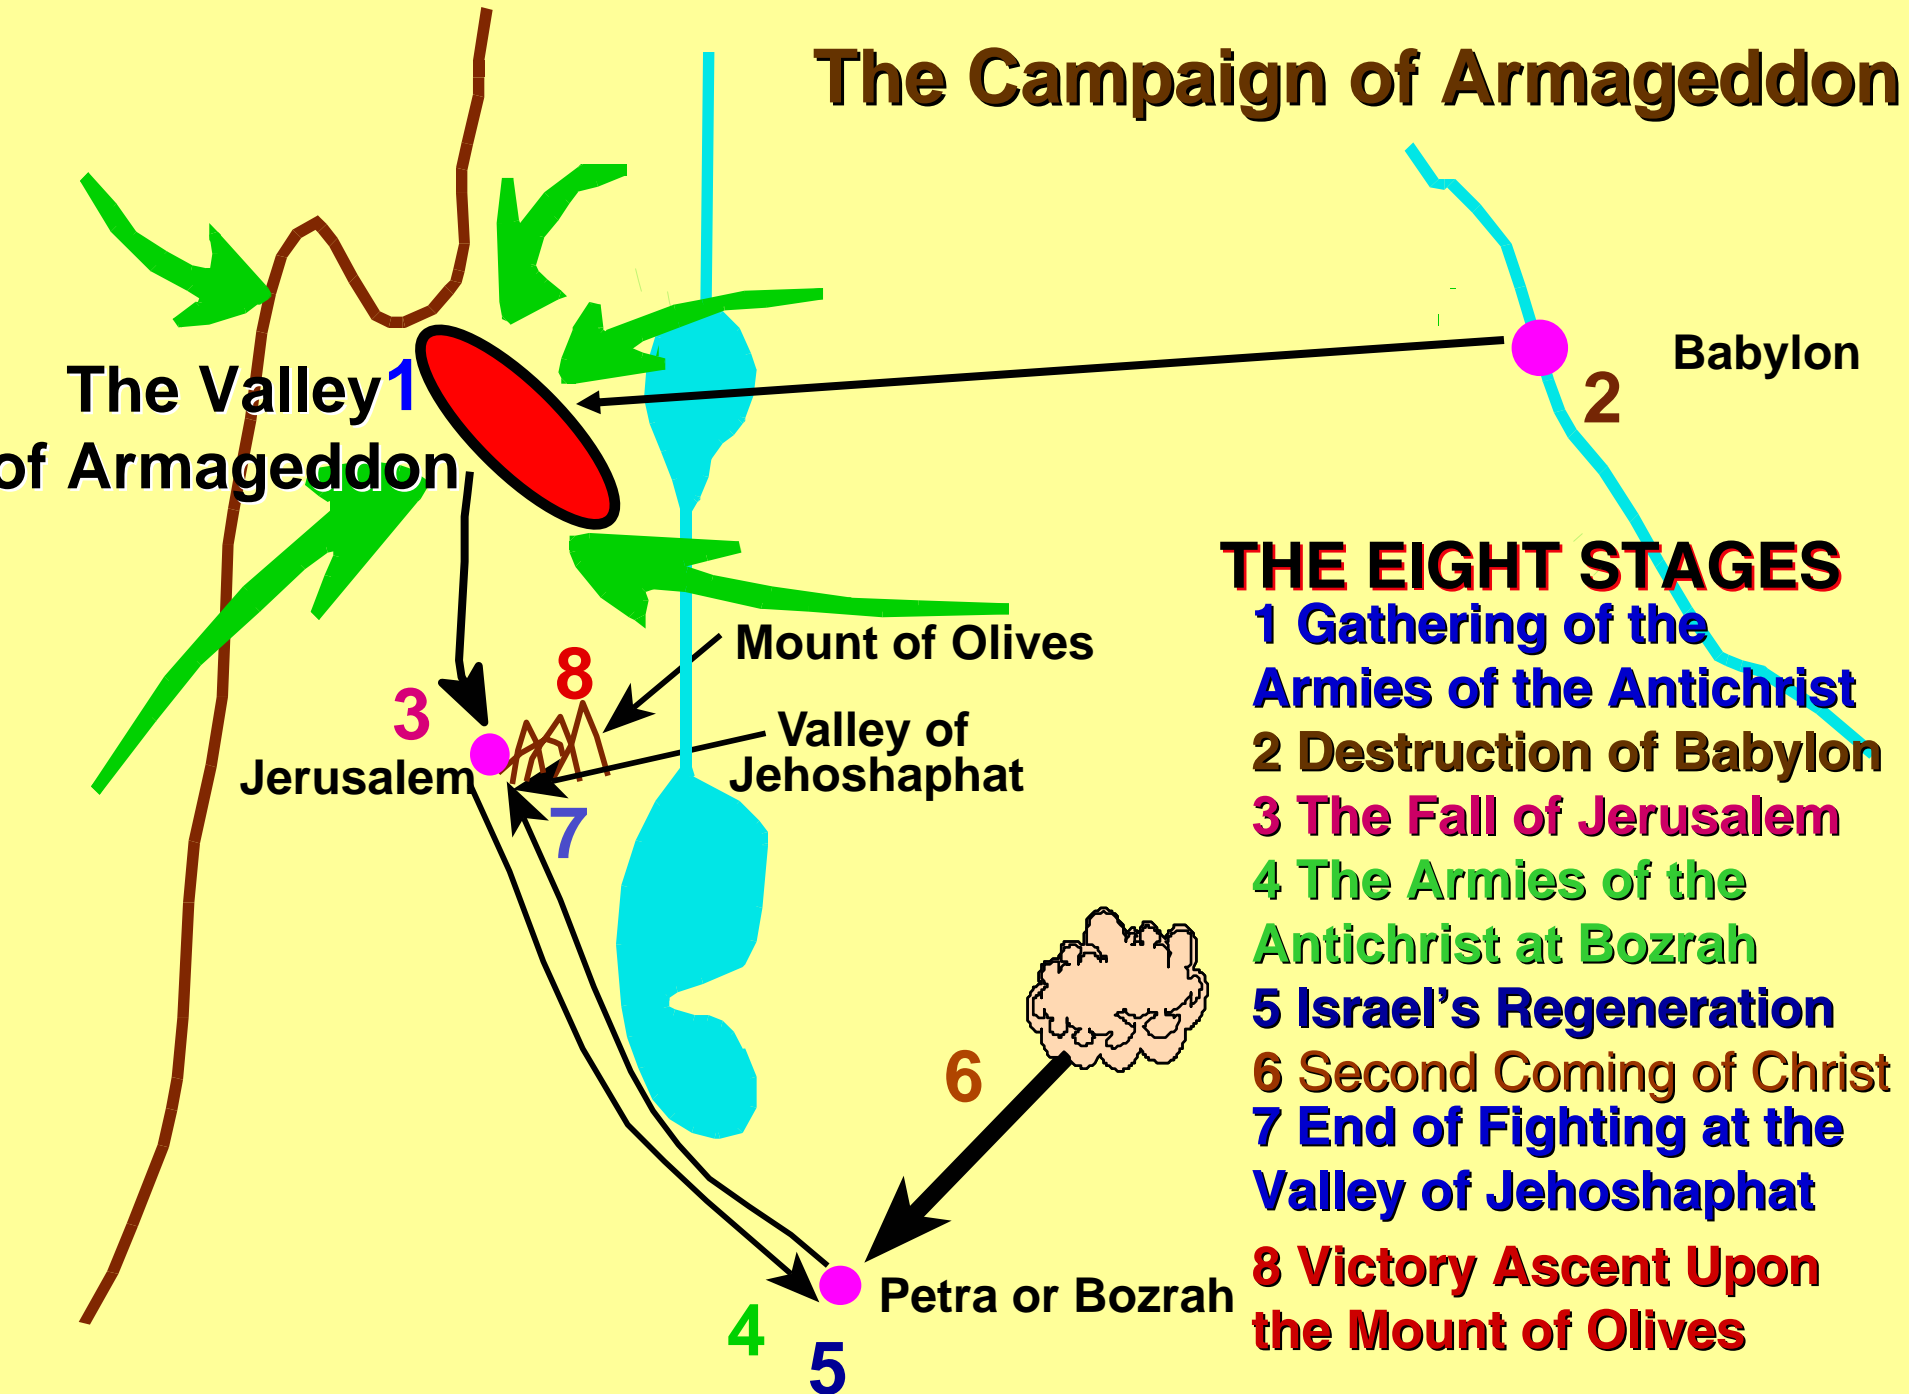 The Campaign of Armageddon
The Valley
of Armageddon
1
Babylon
2
THE EIGHT STAGES
1 Gathering of the
Armies of the Antichrist
2 Destruction of Babylon
3 The Fall of Jerusalem
4 The Armies of the
Antichrist at Bozrah
5 Israel’s Regeneration
6 Second Coming of Christ
7 End of Fighting at the
Valley of Jehoshaphat
8 Victory Ascent Upon
the Mount of Olives
Mount of Olives
8
3
Valley of
Jehoshaphat
Jerusalem
7
6
Petra or Bozrah
4
5